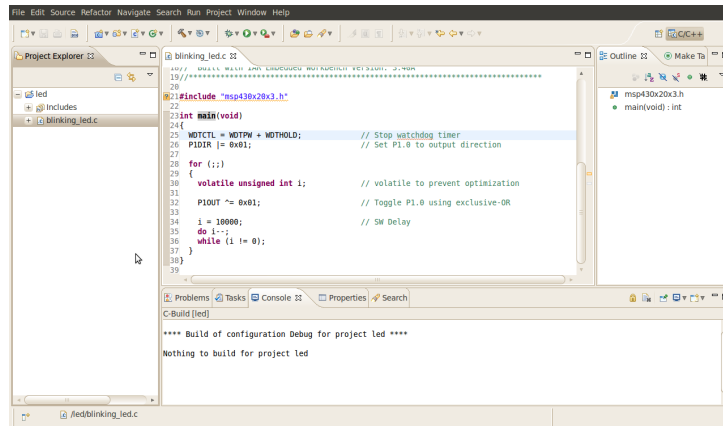 File Edit Source Refactor Navigate Search Run Project Window Help
C/C++
Project Explorer
led
Includes
blinking_led.c
blinking_led.c
18// Built with IAR Embedded Workbench Version: 3.40A
19//**********************************************************************************
20
21#include "msp430x20x3.h"
22
23int main(void)
24{
25 WDTCTL = WDTPW + WDTHOLD; // Stop watchdog timer
26 P1DIR |= 0x01; // Set P1.0 to output direction
27
28 for (;;)
29 {
30 volatile unsigned int i; // volatile to prevent optimization
31
32 P1OUT ^= 0x01; // Toggle P1.0 using exclusive-OR
33
34 i = 10000; // SW Delay
35 do i--;
36 while (i != 0);
37 }
38}
39
Outline Make Ta
msp430x20x3.h
main(void) : int
Problems Tasks Console Properties Search
C-Build [led]
**** Build of configuration Debug for project led ****
Nothing to build for project led
/led/blinking_led.c